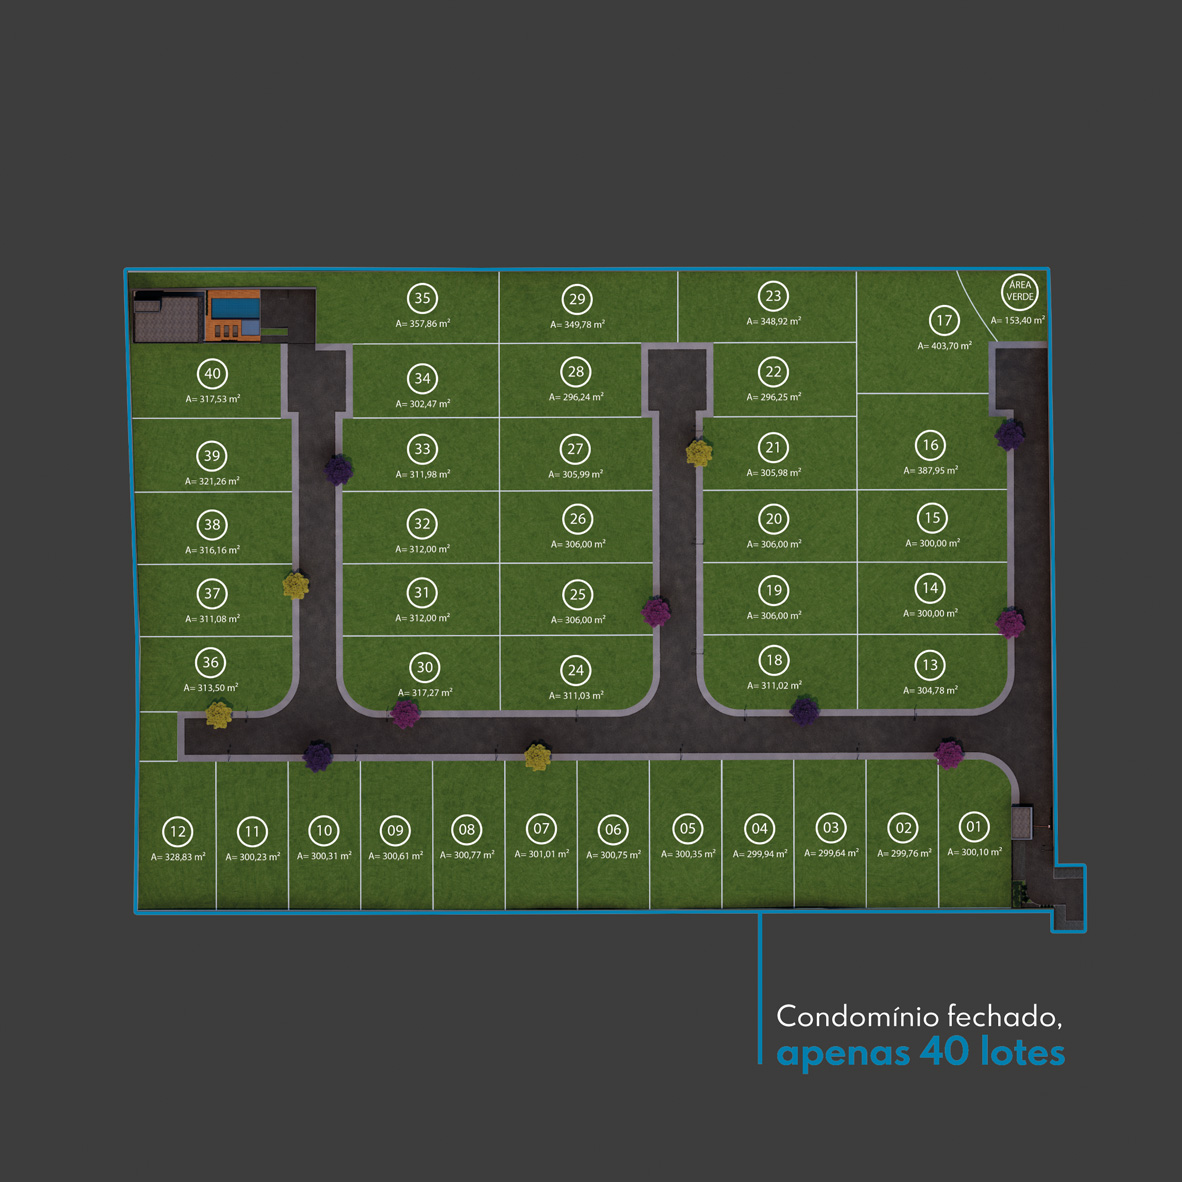 35
A= 357,86 m²
29
A= 349,78 m²
23
A= 348,92 m²
17
A= 403,70 m²
ÁREA
VERDE
A= 153,40 m²
40
A= 317,53 m²
34
A= 302,47 m²
28
A= 296,24 m²
22
A= 296,25 m²
39
A= 321,26 m²
33
A= 311,98 m²
27
A= 305,99 m²
21
A= 305,98 m²
16
A= 387,95 m²
38
A= 316,16 m²
32
A= 312,00 m²
26
A= 306,00 m²
20
A= 306,00 m²
15
A= 300,00 m²
37
A= 311,08 m²
31
A= 312,00 m²
25
A= 306,00 m²
19
A= 306,00 m²
14
A= 300,00 m²
36
A= 313,50 m²
30
A= 317,27 m²
24
A= 311,03 m²
18
A= 311,02 m²
13
A= 304,78 m²
12
A= 328,83 m²
11
A= 300,23 m²
10
A= 300,31 m²
09
A= 300,61 m²
08
A= 300,77 m²
07
A= 301,01 m²
06
A= 300,75 m²
05
A= 300,35 m²
04
A= 299,94 m²
03
A= 299,64 m²
02
A= 299,76 m²
01
A= 300,10 m²
Condomínio fechado,
apenas 40 lotes